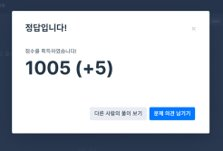 정답입니다!
×
점수를 획득하였습니다!
1005 (+5)
다른 사람의 풀이 보기
문제 의견 남기기